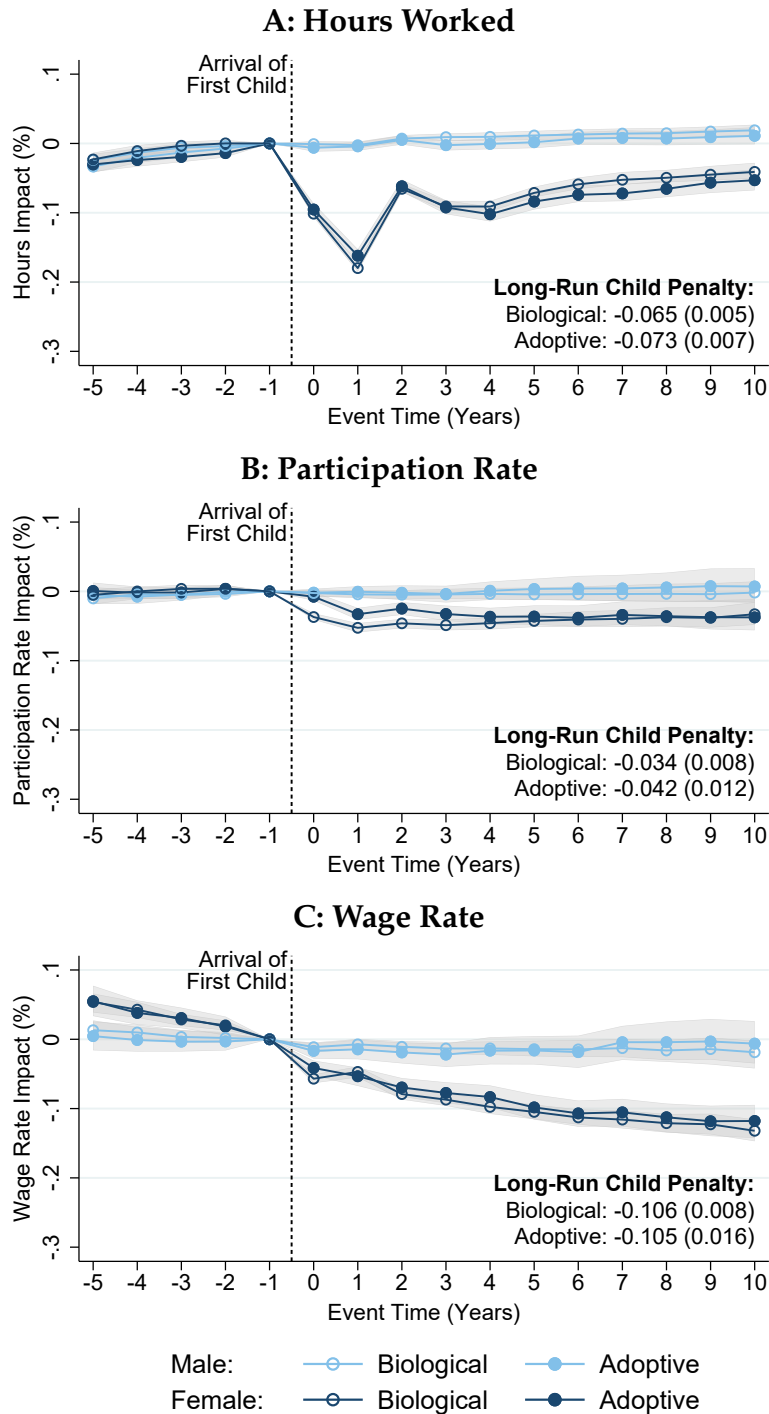 A: Hours Worked
Arrival of
First Child
Hours Impact (%)
.1
0
-.1
-.2
-.3
Long-Run Child Penalty:
Biological: -0.065 (0.005)
Adoptive: -0.073 (0.007)
-5 -4 -3 -2 -1 0 1 2 3 4 5 6 7 8 9 10
Event Time (Years)
B: Participation Rate
Arrival of
First Child
Participation Rate Impact (%)
.1
0
-.1
-.2
-.3
Long-Run Child Penalty:
Biological: -0.034 (0.008)
Adoptive: -0.042 (0.012)
-5 -4 -3 -2 -1 0 1 2 3 4 5 6 7 8 9 10
Event Time (Years)
C: Wage Rate
Arrival of
First Child
Wage Rate Impact (%)
.1
0
-.1
-.2
-.3
Long-Run Child Penalty:
Biological: -0.106 (0.008)
Adoptive: -0.105 (0.016)
-5 -4 -3 -2 -1 0 1 2 3 4 5 6 7 8 9 10
Event Time (Years)
Male: Biological Adoptive
Female: Biological Adoptive